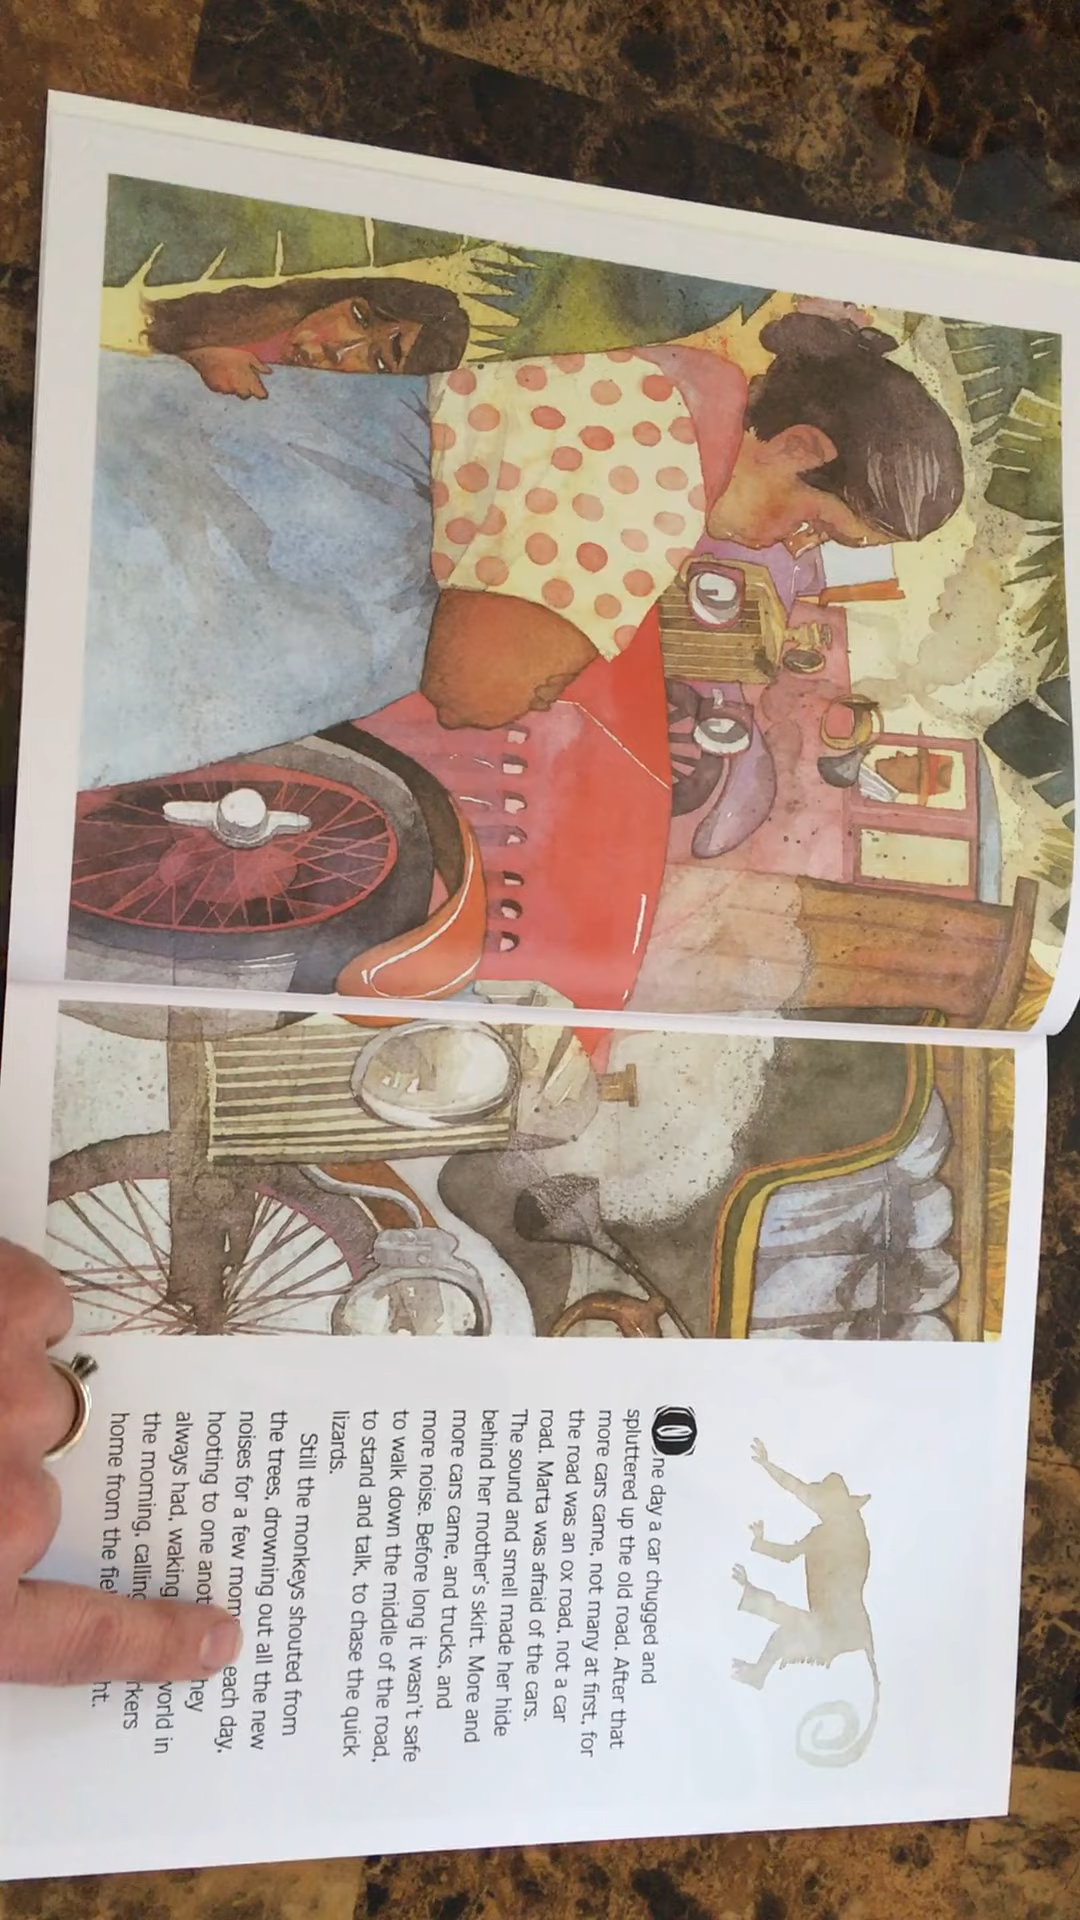 One day a car chugged and
spluttered up the old road. After that
more cars came, not many at first, for
the road was an ox road, not a car
road. Marta was afraid of the cars.
The sound and smell made her hide
behind her mother's skirt. More and
more cars came, and trucks, and
more noise. Before long it wasn't safe
to walk down the middle of the road,
to stand and talk, to chase the quick
lizards.
Still the monkeys shouted from
the trees, drowning out all the new
noises for a few mom each day,
hooting to one anot hey
always had, waking world in
the morning, calling rkers
home from the fiel ht.